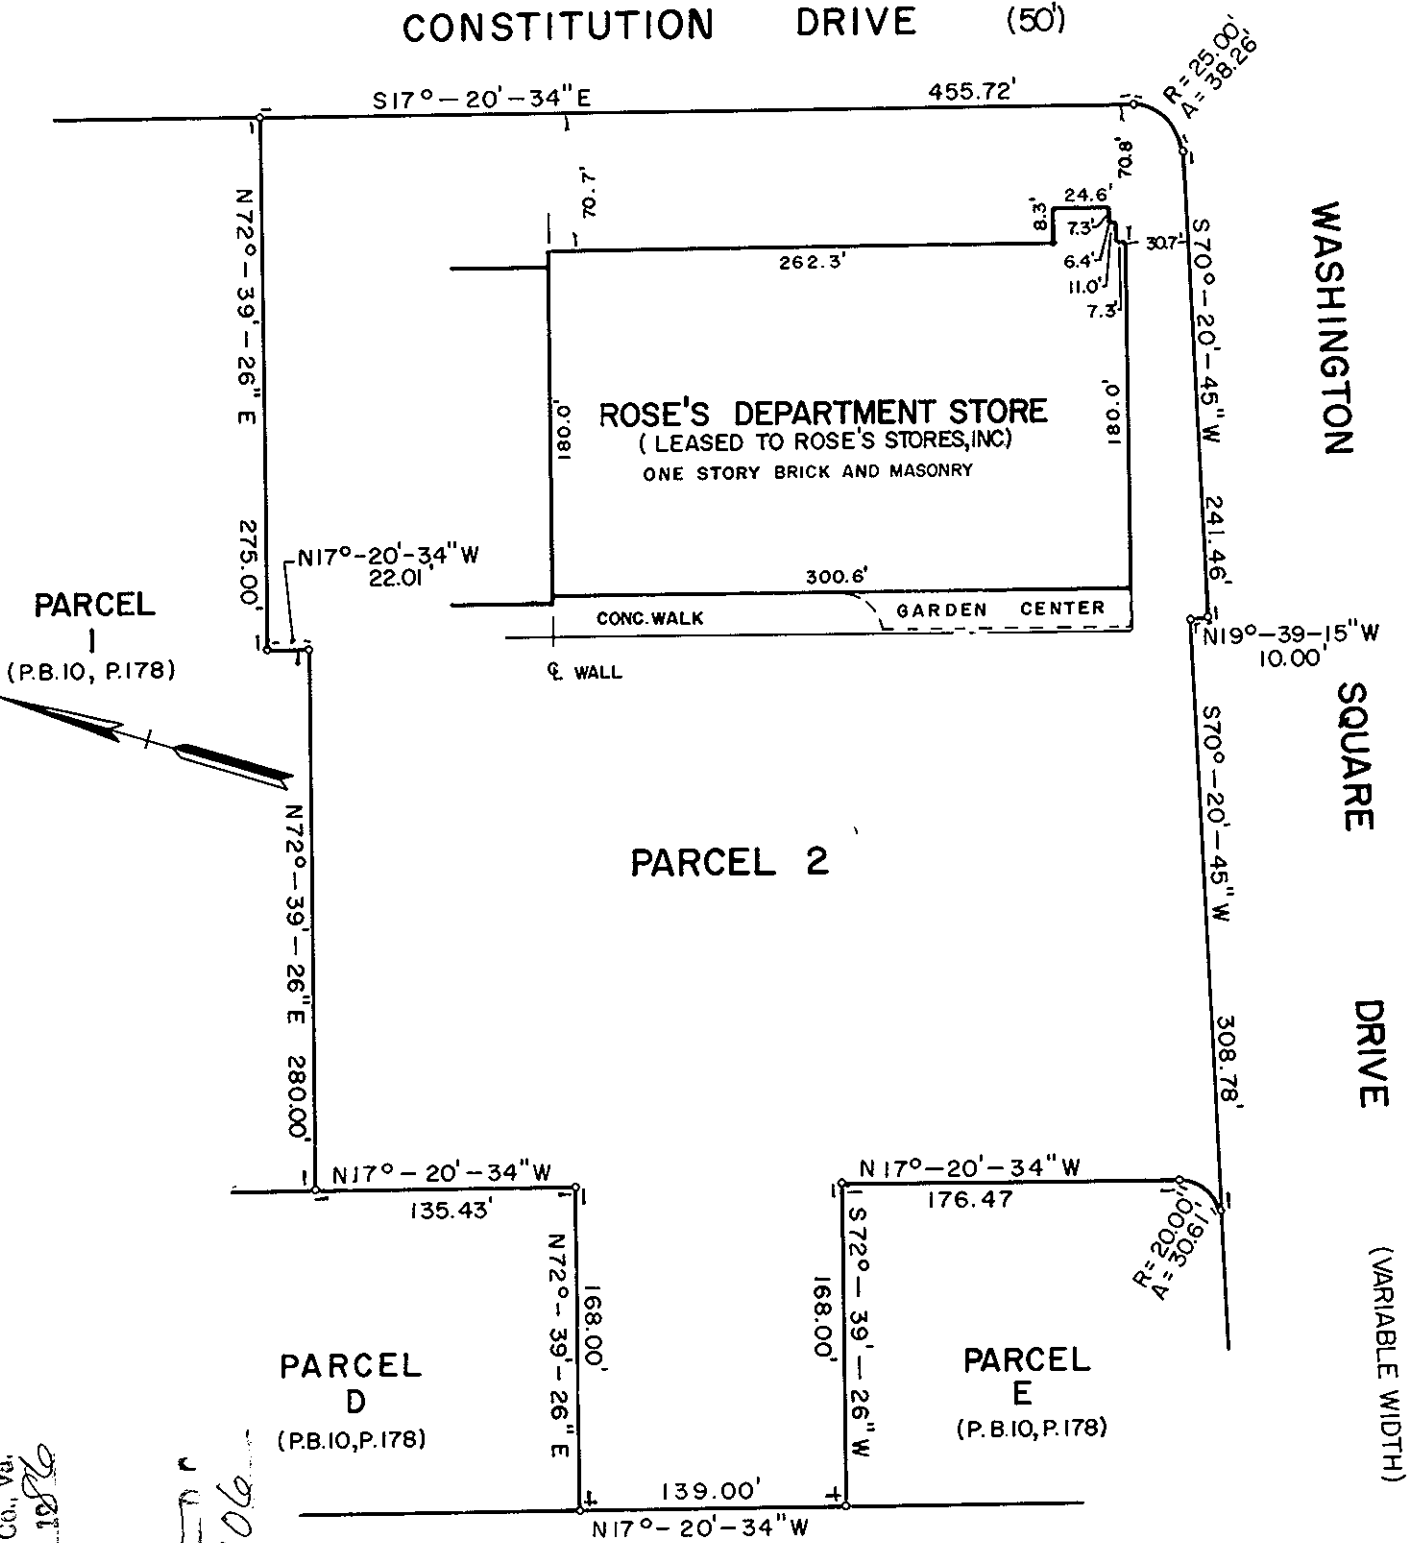 CONSTITUTION DRIVE (50')
R = 25.00'
A = 38.26'
S17°-20'-34"E 455.72'
N72°-39'-26"E 275.00'
70.7'
70.8'
8.3'
24.6'
7.3'
6.4'
11.0'
7.3'
30.7'
262.3'
S70°-20'-45"W 241.46'
WASHINGTON SQUARE DRIVE (VARIABLE WIDTH)
180.0'
180.0'
ROSE'S DEPARTMENT STORE
(LEASED TO ROSE'S STORES, INC)
ONE STORY BRICK AND MASONRY
N17°-20'-34"W
22.01'
300.6'
CONC. WALK
GARDEN CENTER
℄ WALL
PARCEL
1
(P.B.10, P.178)
N19°-39-15"W
10.00'
S70°-20'-45"W 308.78'
N72°-39'-26"E 280.00'
PARCEL 2
N17°-20'-34"W
135.43'
N17°-20'-34"W
176.47
R = 20.00'
A = 30.61'
N72°-39'-26"E
168.00'
168.00'
S72°-39'-26"W
PARCEL
D
(P.B.10, P.178)
PARCEL
E
(P.B.10, P.178)
139.00'
N17°-20'-34"W
Co., Va.